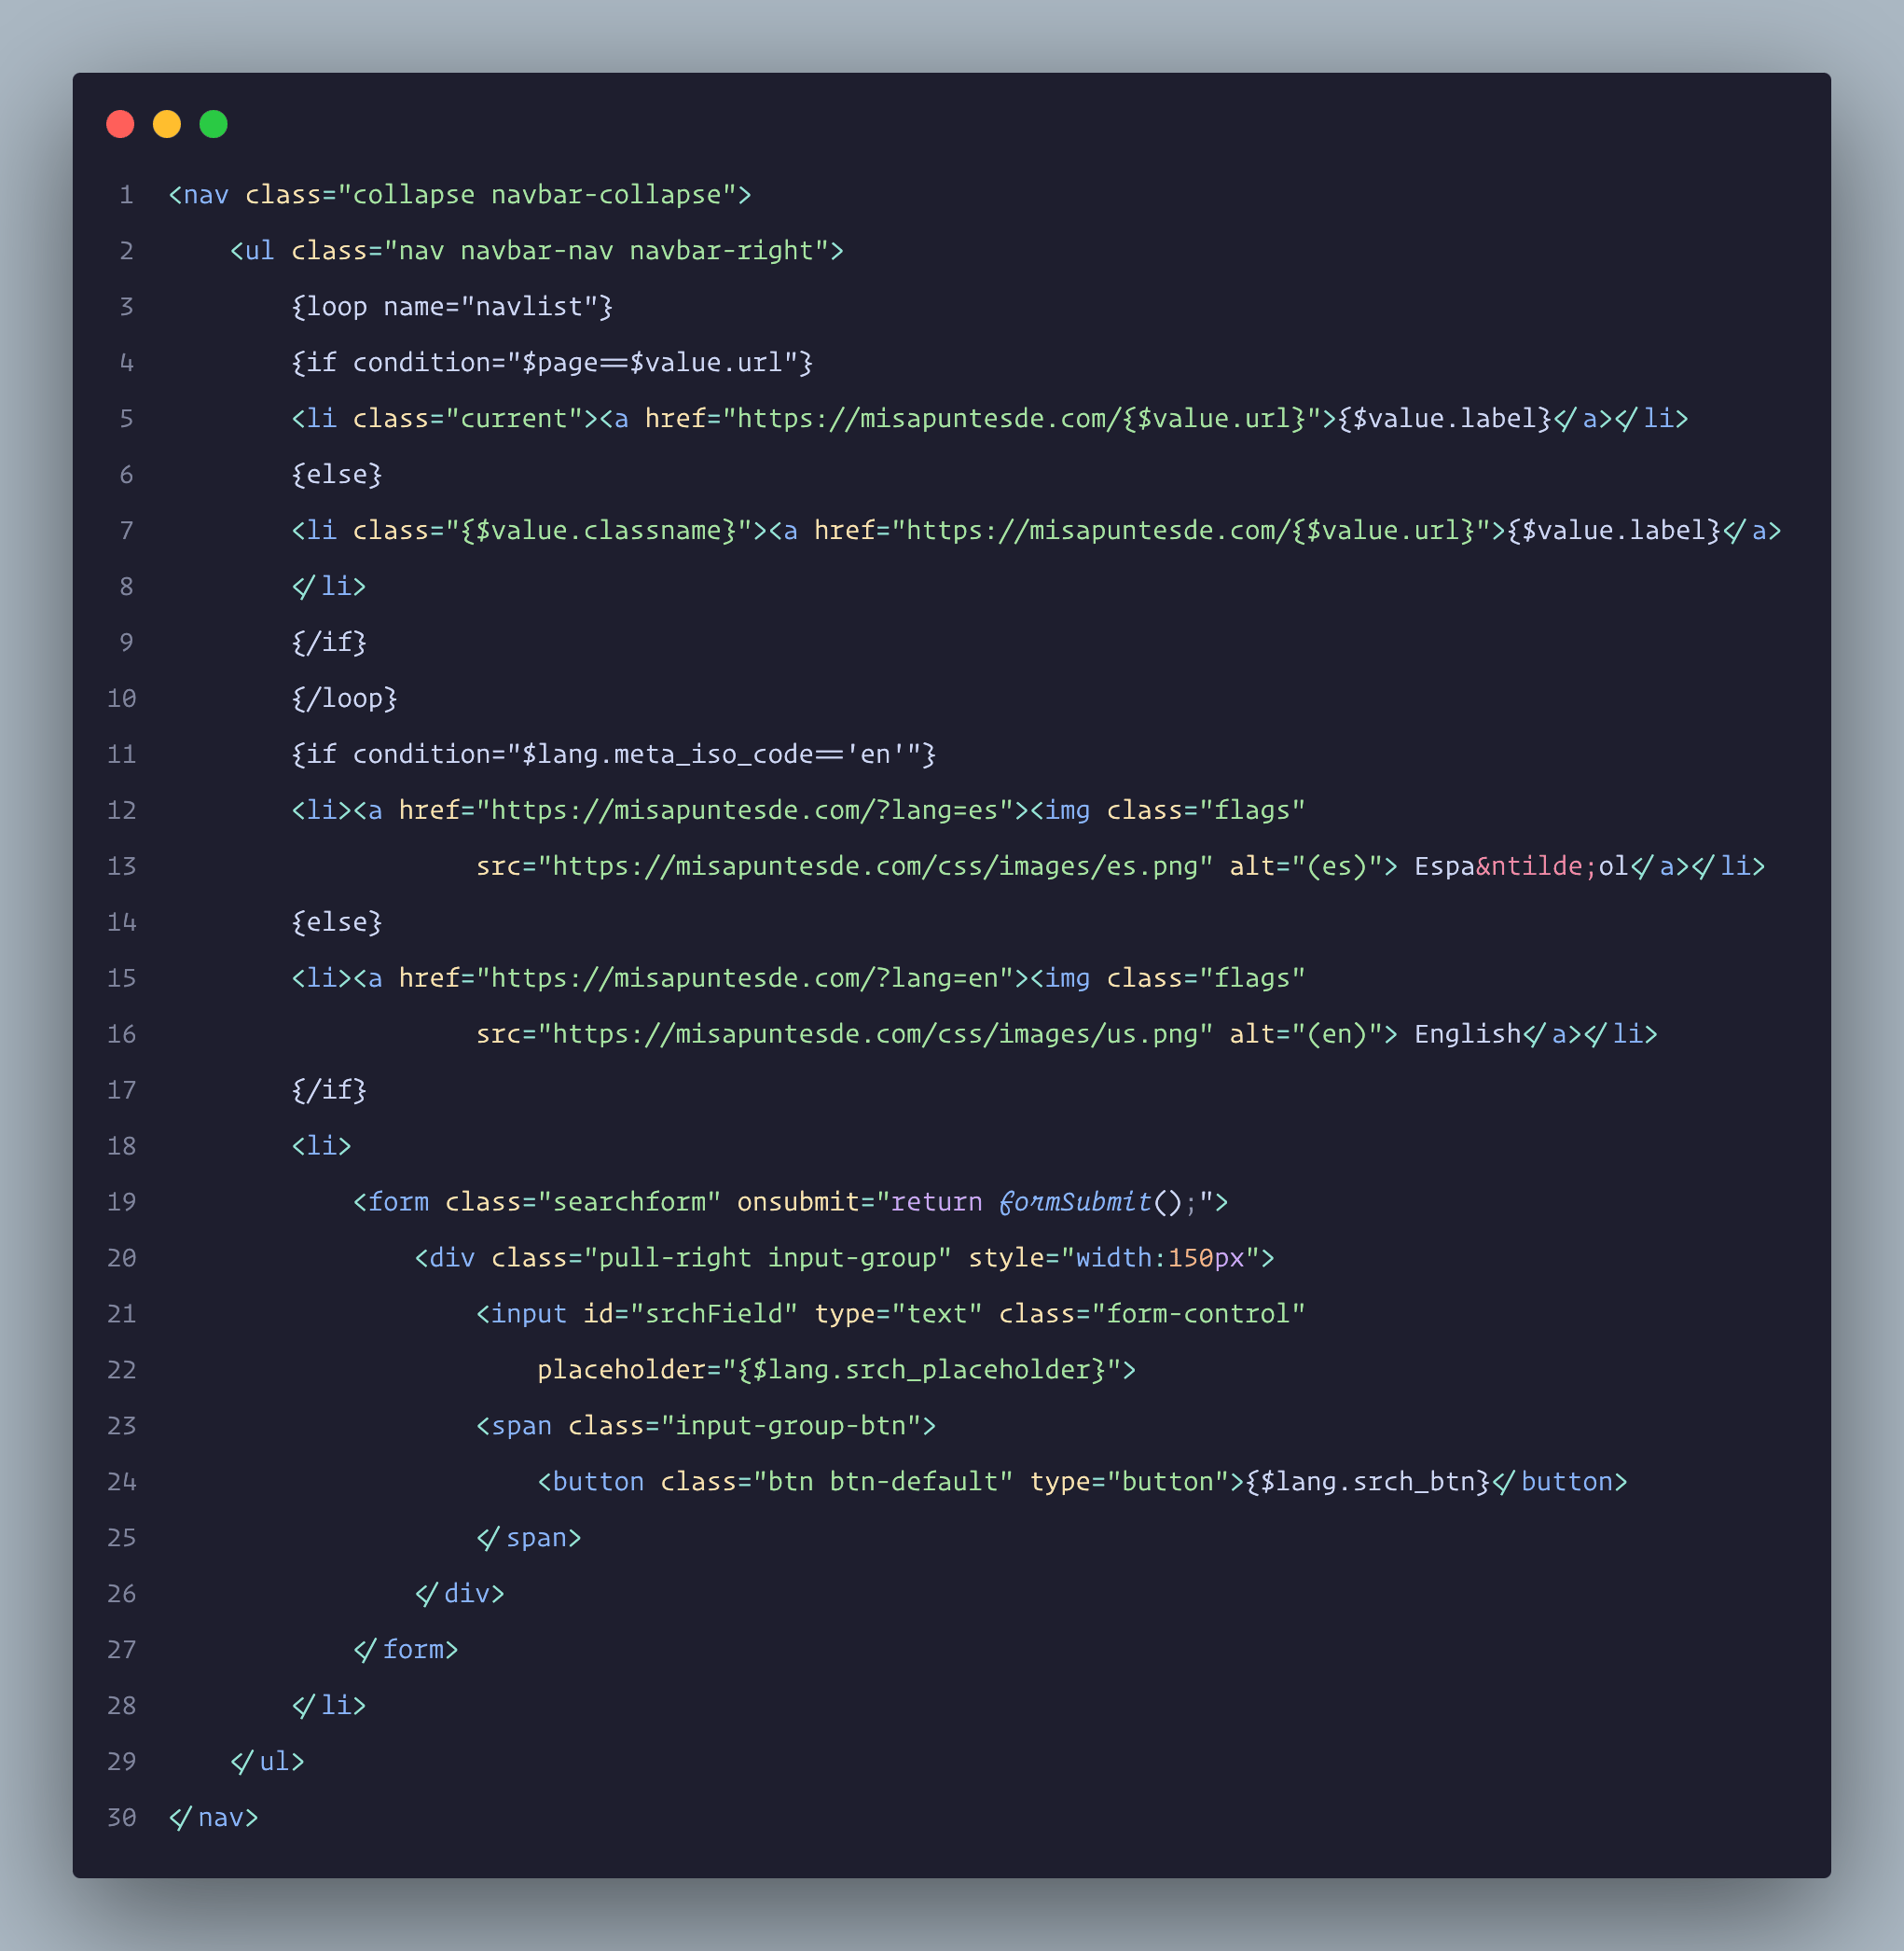 1 <nav class="collapse navbar-collapse">
2     <ul class="nav navbar-nav navbar-right">
3         {loop name="navlist"}
4         {if condition="$page==$value.url"}
5         <li class="current"><a href="https://misapuntesde.com/{$value.url}">{$value.label}</a></li>
6         {else}
7         <li class="{$value.classname}"><a href="https://misapuntesde.com/{$value.url}">{$value.label}</a>
8         </li>
9         {/if}
10         {/loop}
11         {if condition="$lang.meta_iso_code=='en'"}
12         <li><a href="https://misapuntesde.com/?lang=es"><img class="flags"
13                     src="https://misapuntesde.com/css/images/es.png" alt="(es)"> Espa&ntilde;ol</a></li>
14         {else}
15         <li><a href="https://misapuntesde.com/?lang=en"><img class="flags"
16                     src="https://misapuntesde.com/css/images/us.png" alt="(en)"> English</a></li>
17         {/if}
18         <li>
19             <form class="searchform" onsubmit="return formSubmit();">
20                 <div class="pull-right input-group" style="width:150px">
21                     <input id="srchField" type="text" class="form-control"
22                         placeholder="{$lang.srch_placeholder}">
23                     <span class="input-group-btn">
24                         <button class="btn btn-default" type="button">{$lang.srch_btn}</button>
25                     </span>
26                 </div>
27             </form>
28         </li>
29     </ul>
30 </nav>